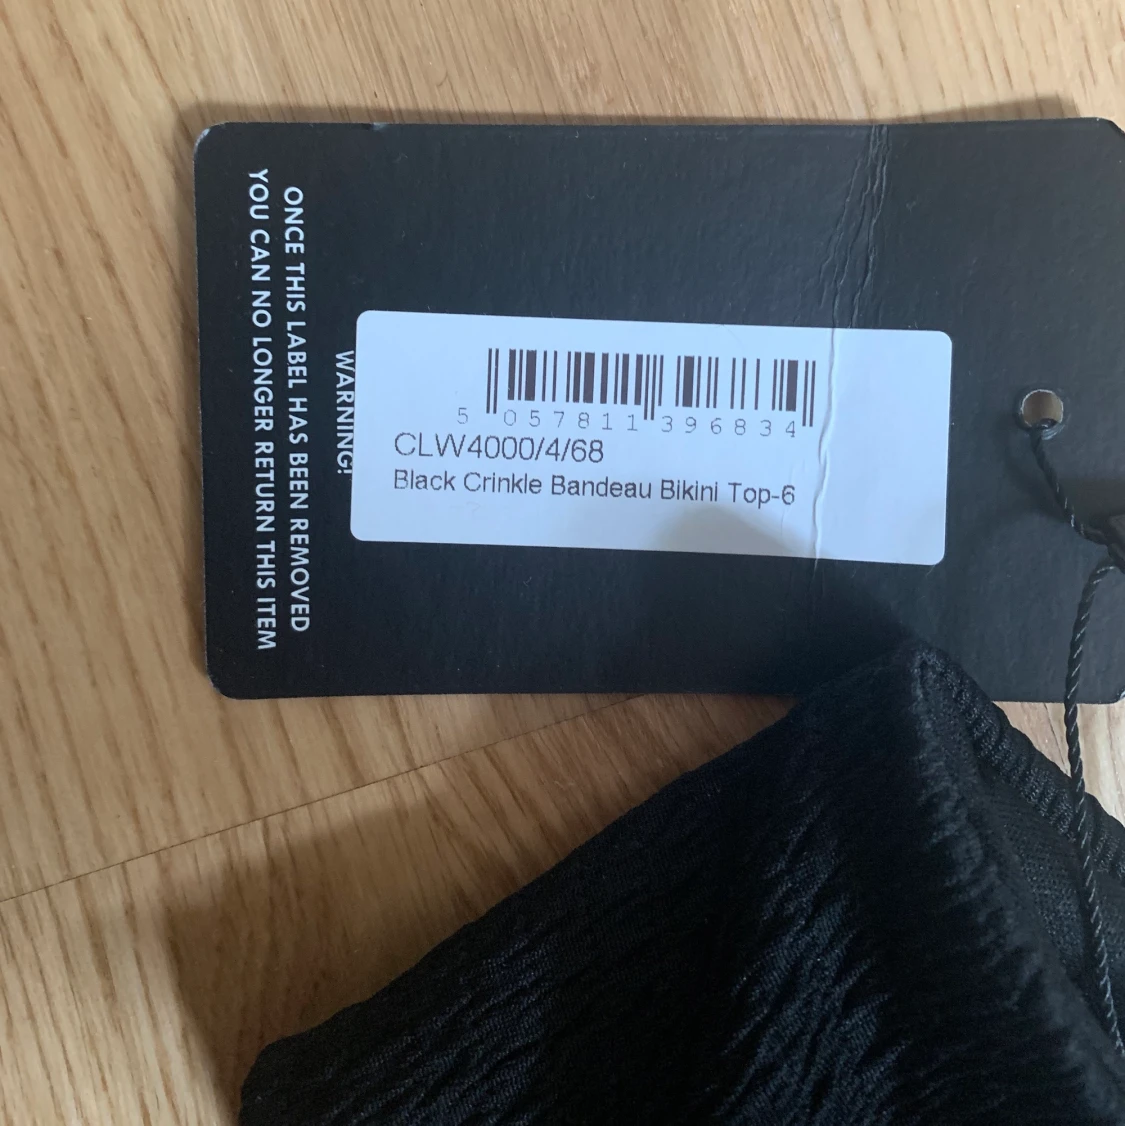 WARNING!
ONCE THIS LABEL HAS BEEN REMOVED
YOU CAN NO LONGER RETURN THIS ITEM
5 057811 396834
CLW4000/4/68
Black Crinkle Bandeau Bikini Top-6